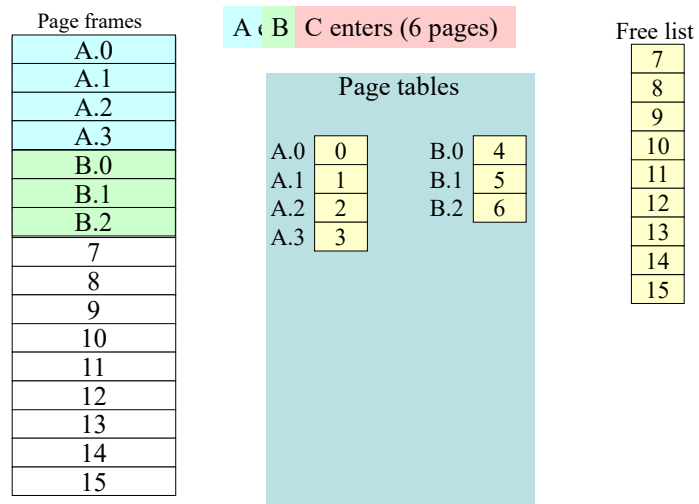 Page frames
A.0
A.1
A.2
A.3
B.0
B.1
B.2
7
8
9
10
11
12
13
14
15
A B C enters (6 pages)
Page tables
A.0 0
A.1 1
A.2 2
A.3 3
B.0 4
B.1 5
B.2 6
Free list
7
8
9
10
11
12
13
14
15